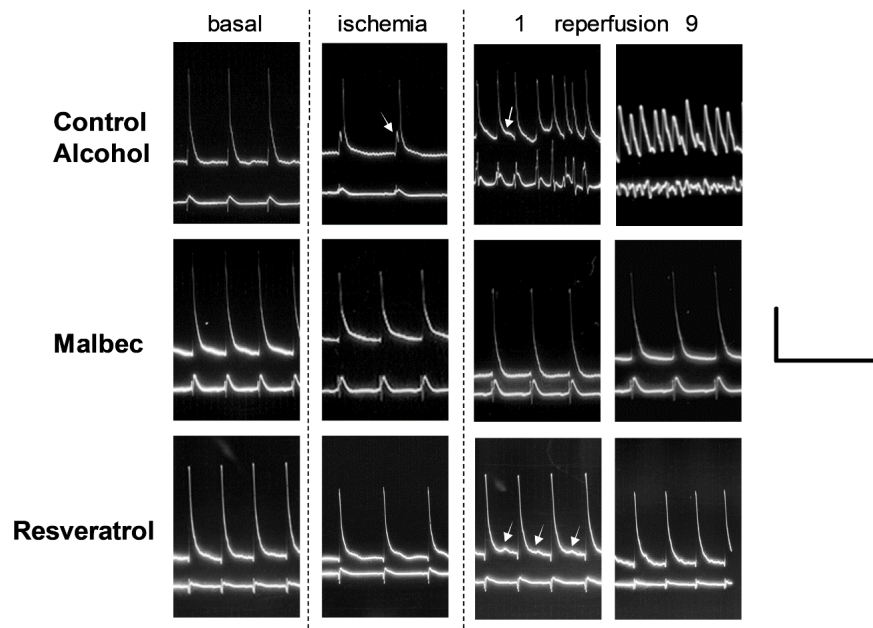 basal ischemia 1 reperfusion 9
Control
Alcohol
Malbec
Resveratrol